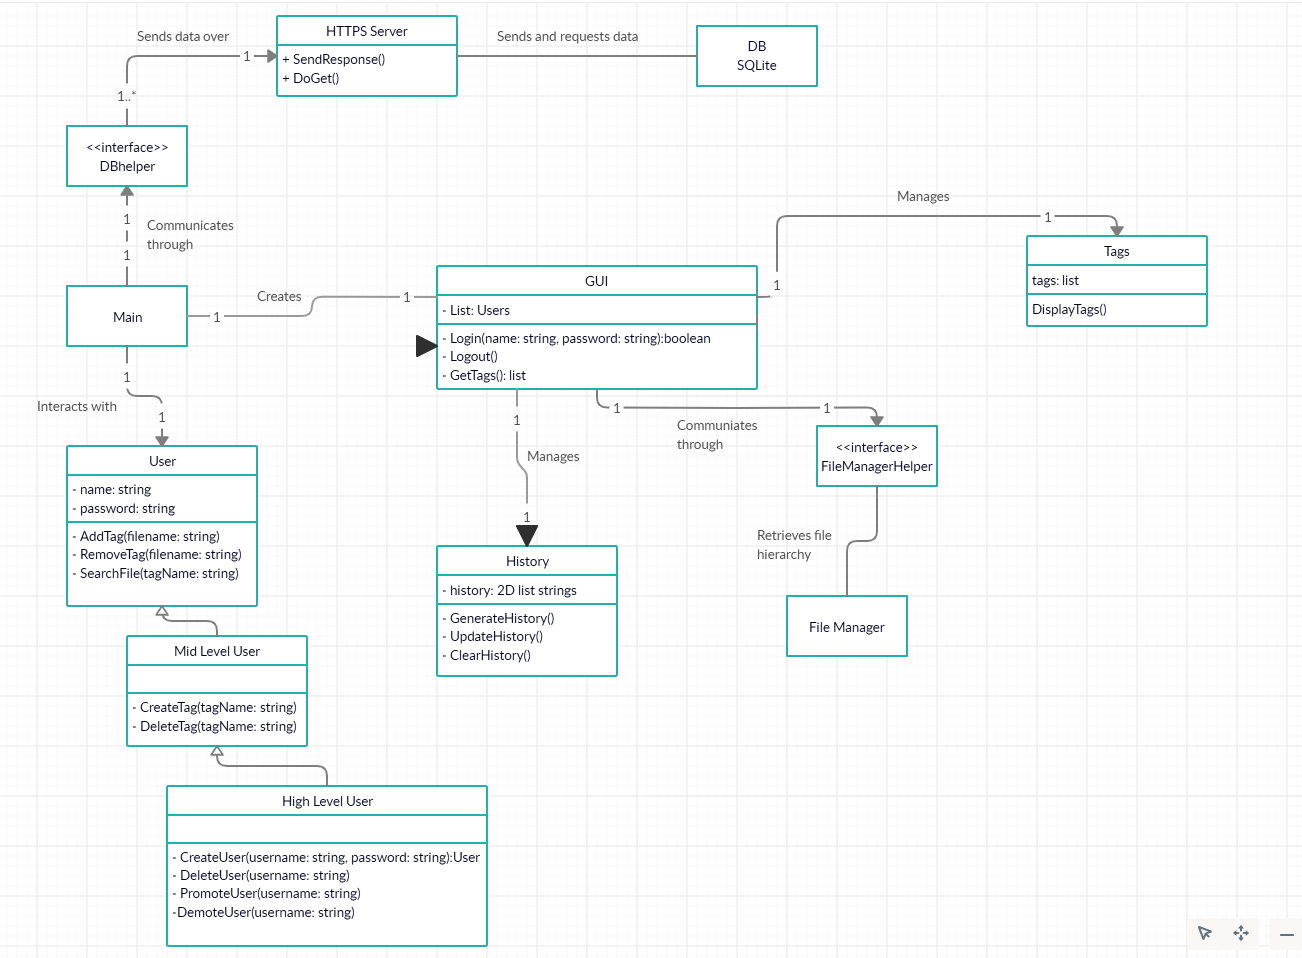 Sends data over
1
1..*
HTTPS Server
+ SendResponse()
+ DoGet()
Sends and requests data
DB
SQLite
<<interface>>
DBhelper
1
1
Communicates
through
Main
1
Creates
1
GUI
- List: Users
- Login(name: string, password: string):boolean
- Logout()
- GetTags(): list
Manages
1
1
Tags
tags: list
DisplayTags()
1
Interacts with
1
User
- name: string
- password: string
- AddTag(filename: string)
- RemoveTag(filename: string)
- SearchFile(tagName: string)
1
Manages
1
History
- history: 2D list strings
- GenerateHistory()
- UpdateHistory()
- ClearHistory()
1
1
Communiates
through
<<interface>>
FileManagerHelper
Retrieves file
hierarchy
File Manager
Mid Level User
- CreateTag(tagName: string)
- DeleteTag(tagName: string)
High Level User
- CreateUser(username: string, password: string):User
- DeleteUser(username: string)
- PromoteUser(username: string)
-DemoteUser(username: string)